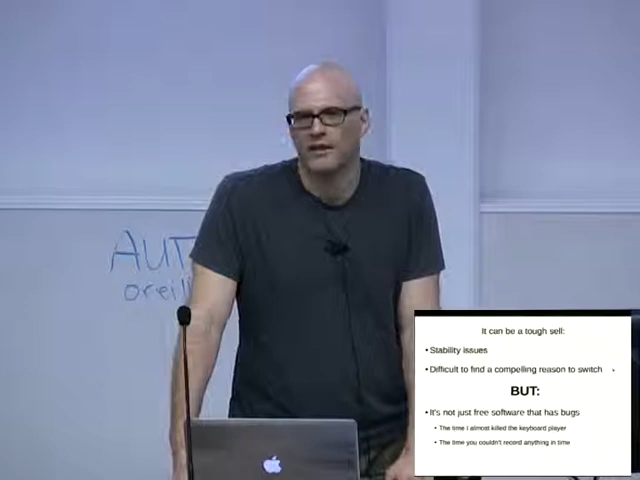 AUT
oreill
It can be a tough sell:
• Stability issues
• Difficult to find a compelling reason to switch
BUT:
• It's not just free software that has bugs
• The time I almost killed the keyboard player
• The time you couldn't record anything in time